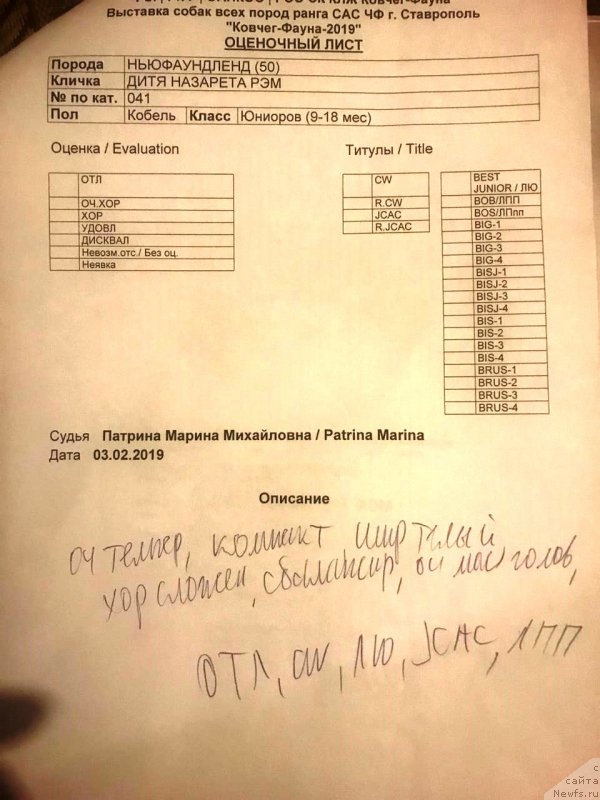 Выставка собак всех пород ранга САС ЧФ г. Ставрополь
"Ковчег-Фауна-2019"
ОЦЕНОЧНЫЙ ЛИСТ
Порода НЬЮФАУНДЛЕНД (50)
Кличка ДИТЯ НАЗАРЕТА РЭМ
№ по кат. 041
Пол Кобель Класс Юниоров (9-18 мес)
Оценка / Evaluation
ОТЛ
ОЧ.ХОР
ХОР
УДОВЛ
ДИСКВАЛ
Невозм.отс./ Без оц.
Неявка
Титулы / Title
CW
R.CW
JCAC
R.JCAC
BEST
JUNIOR / ЛЮ
BOB/ЛПП
BOS/ЛПпп
BIG-1
BIG-2
BIG-3
BIG-4
BISJ-1
BISJ-2
BISJ-3
BISJ-4
BIS-1
BIS-2
BIS-3
BIS-4
BRUS-1
BRUS-2
BRUS-3
BRUS-4
Судья Патрина Марина Михайловна / Patrina Marina
Дата 03.02.2019
Описание
оч темпер, компакт
хор сложен, сбалансир, голов,
ОТЛ, CW, ЛЮ, JCAC, ЛПП
с
сайта
Newfs.ru